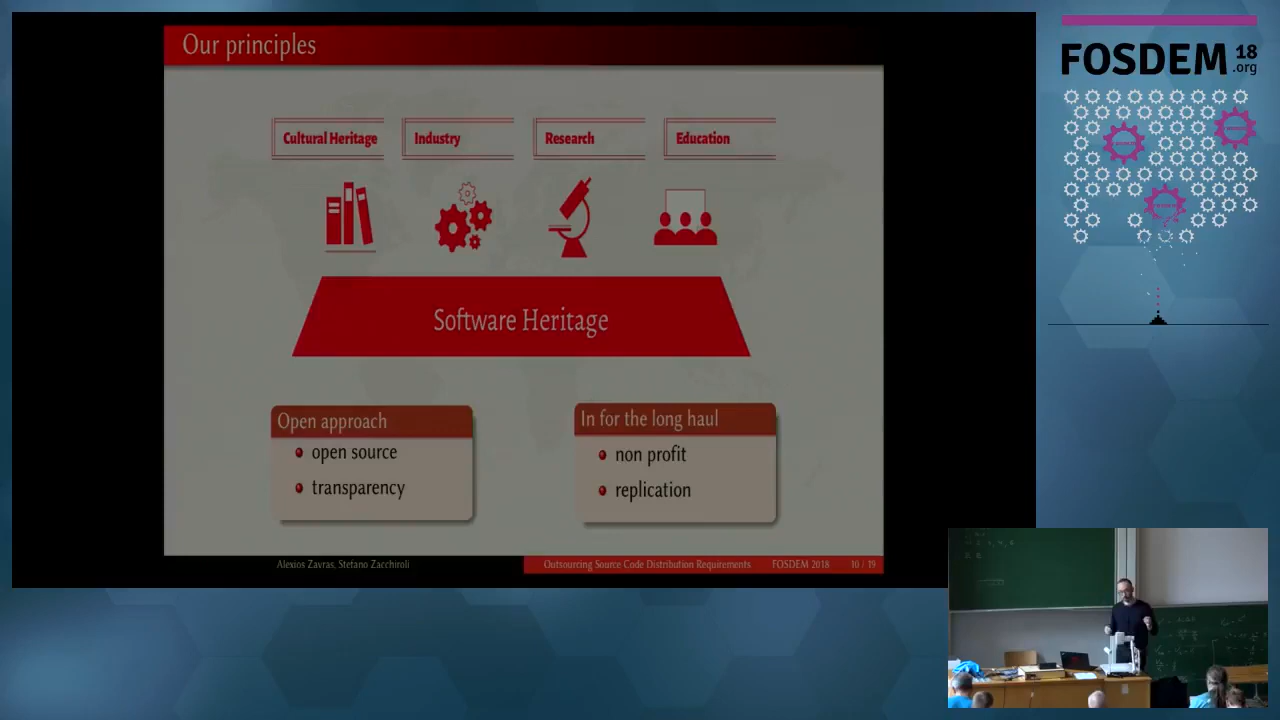 Our principles
Cultural Heritage
Industry
Research
Education
Software Heritage
Open approach
open source
transparency
In for the long haul
non profit
replication
Alexios Zavras, Stefano Zacchiroli
Outsourcing Source Code Distribution Requirements
FOSDEM 2018
10 / 19
FOSDEM 18
.org